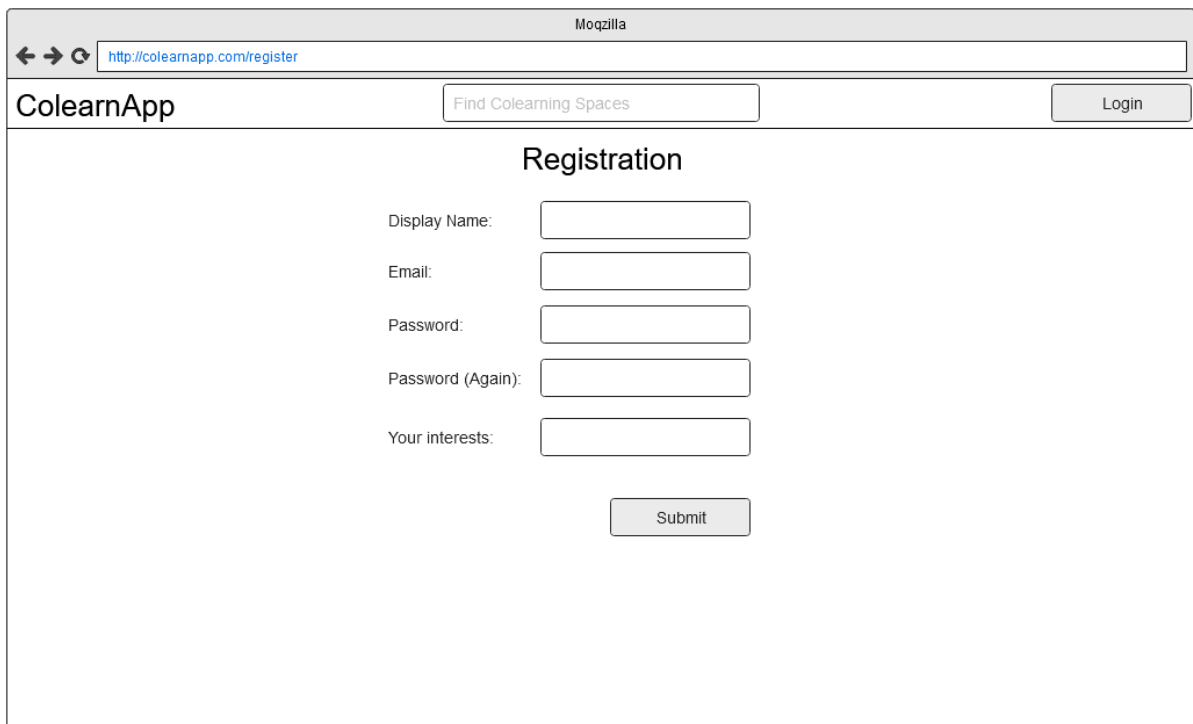 Moqzilla
http://colearnapp.com/register
ColearnApp
Find Colearning Spaces
Login
Registration
Display Name:
Email:
Password:
Password (Again):
Your interests:
Submit